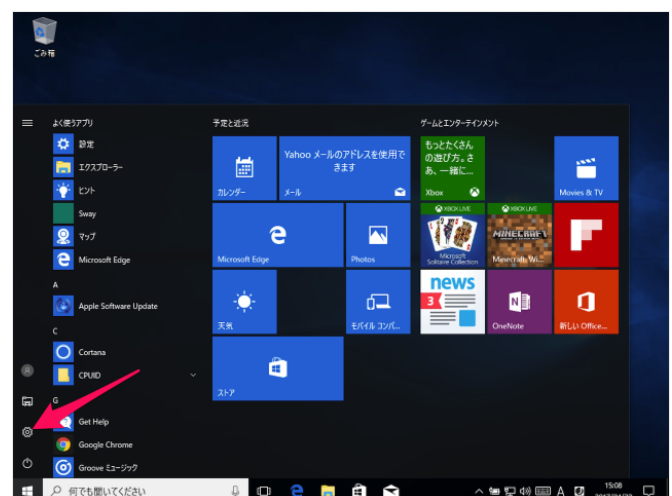 ごみ箱
よく使うアプリ
設定
エクスプローラー
ヒント
Sway
マップ
Microsoft Edge
A
Apple Software Update
C
Cortana
CPUID
G
Get Help
Google Chrome
Groove ミュージック
何でも聞いてください
予定と近況
カレンダー
Yahoo メールのアドレスを使用で
きます
メール
Microsoft Edge
Photos
天気
モバイル コンパ...
ストア
ゲームとエンターテインメント
もっとたくさん
の遊び方。さ
あ、一緒に...
Xbox
Movies & TV
XBOX LIVE
Microsoft
Solitaire Collection
XBOX LIVE
MINECRAFT
Minecraft: Wi...
news
3
N
OneNote
新しい Office...
A
15:08